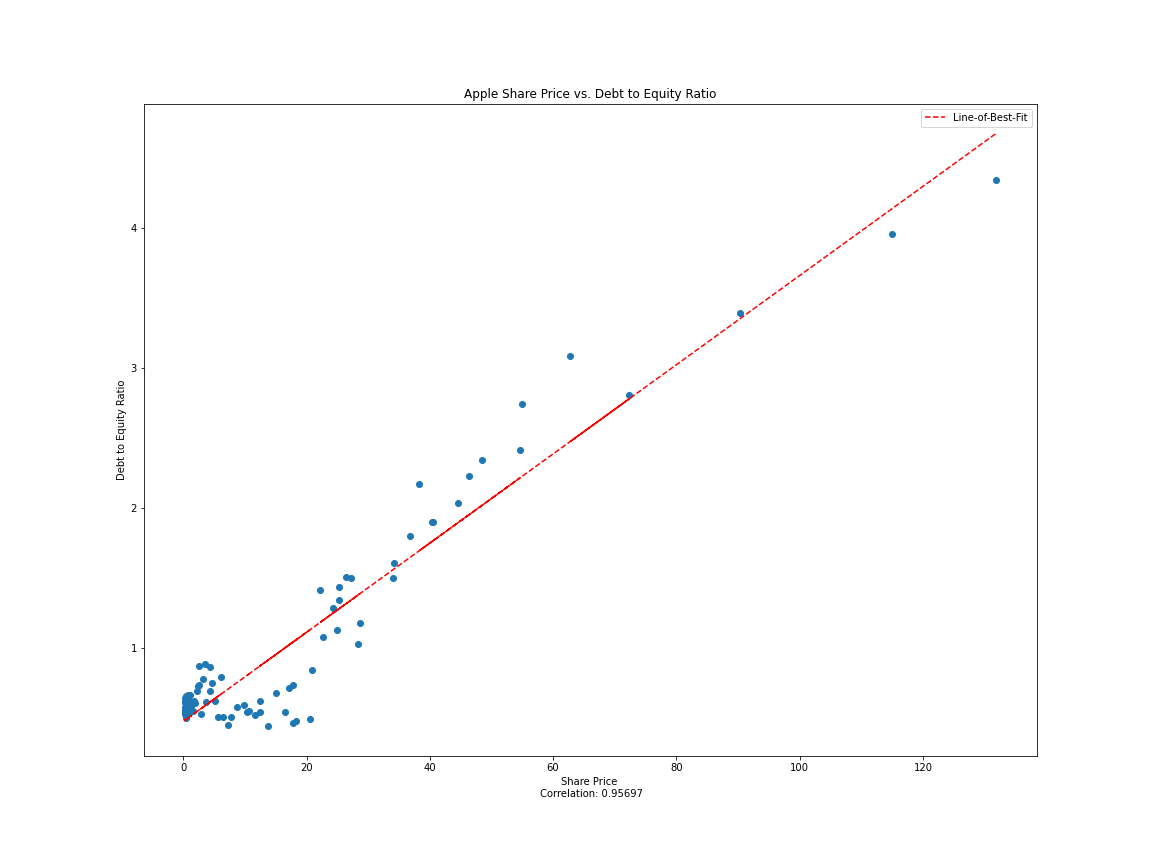 Apple Share Price vs. Debt to Equity Ratio
Line-of-Best-Fit
4
3
2
1
Debt to Equity Ratio
0 20 40 60 80 100 120
Share Price
Correlation: 0.95697